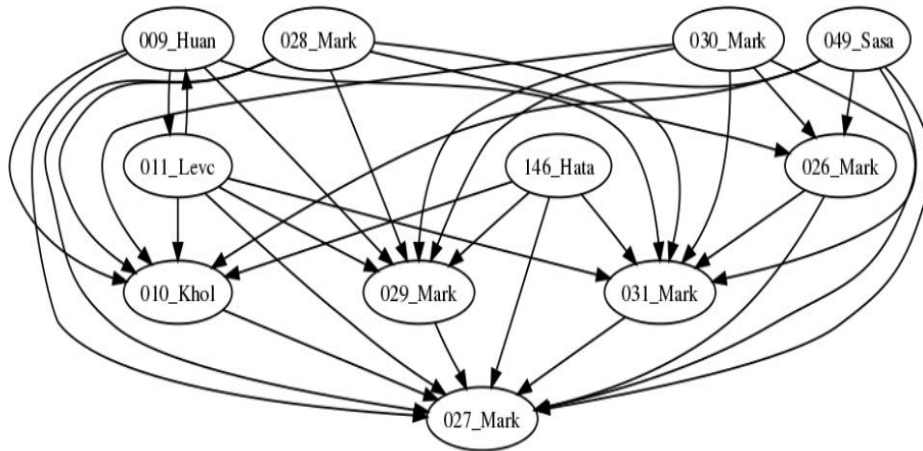 009_Huan 028_Mark 030_Mark 049_Sasa
011_Levc 146_Hata 026_Mark
010_Khol 029_Mark 031_Mark
027_Mark